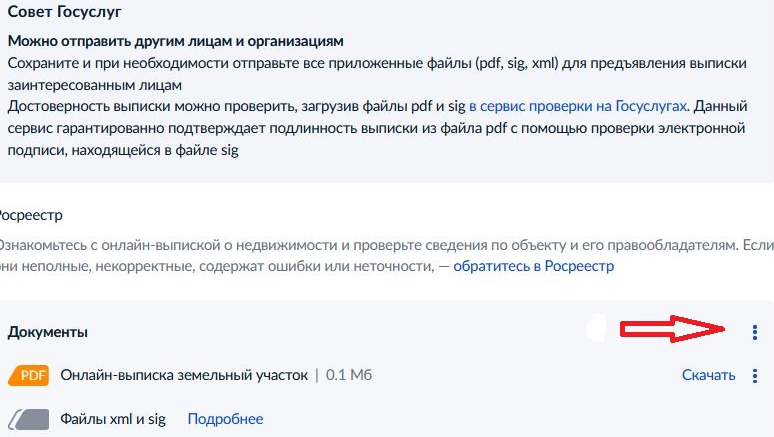 Совет Госуслуг
Можно отправить другим лицам и организациям
Сохраните и при необходимости отправьте все приложенные файлы (pdf, sig, xml) для предъявления выписки
заинтересованным лицам
Достоверность выписки можно проверить, загрузив файлы pdf и sig в сервис проверки на Госуслугах. Данный
сервис гарантированно подтверждает подлинность выписки из файла pdf с помощью проверки электронной
подписи, находящейся в файле sig
Росреестр
Ознакомьтесь с онлайн-выпиской о недвижимости и проверьте сведения по объекту и его правообладателям. Если
они неполные, некорректные, содержат ошибки или неточности, — обратитесь в Росреестр
Документы
PDF Онлайн-выписка земельный участок | 0.1 Мб Скачать
Файлы xml и sig Подробнее